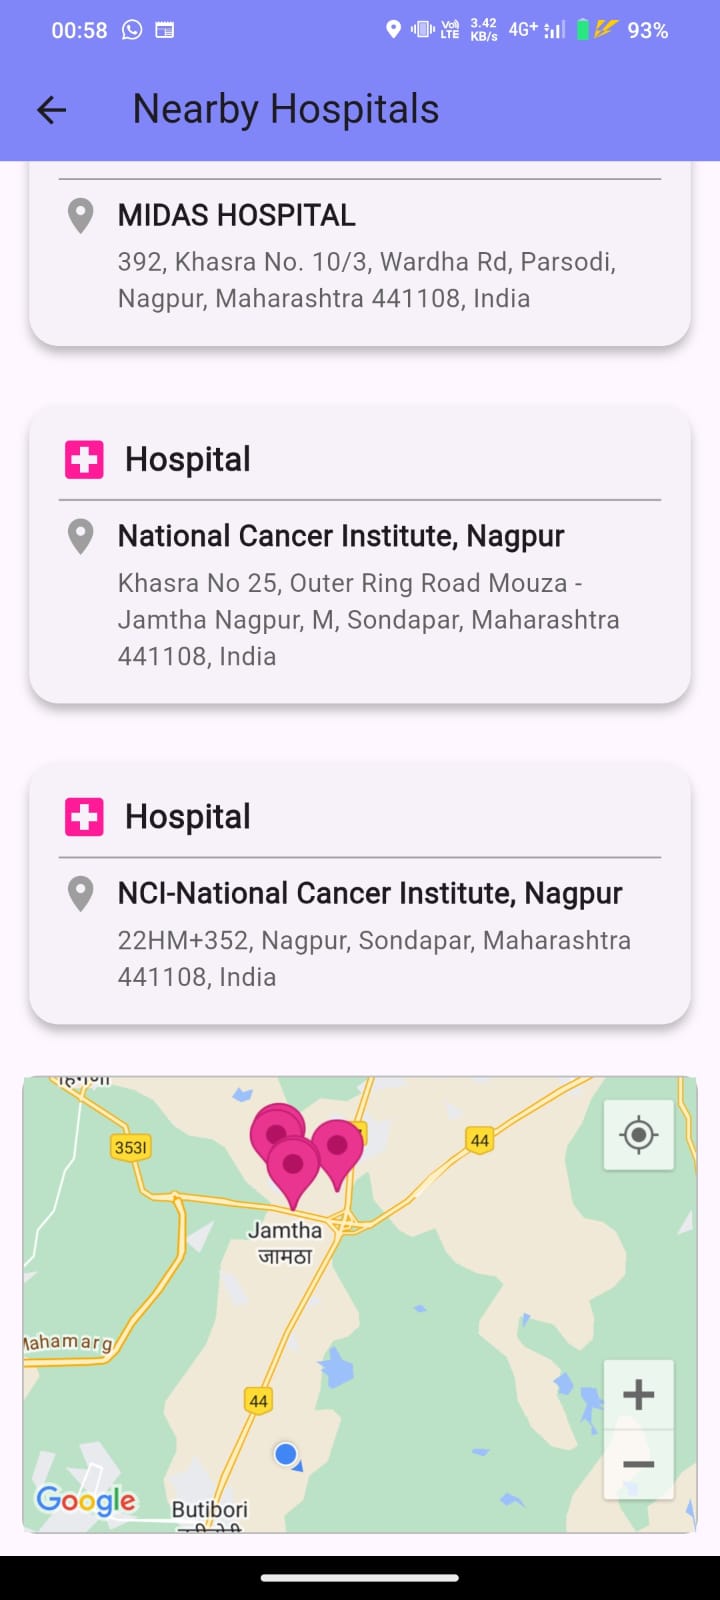 00:58 Vo) LTE 3.42 KB/s 4G+ 93%
Nearby Hospitals
MIDAS HOSPITAL
392, Khasra No. 10/3, Wardha Rd, Parsodi,
Nagpur, Maharashtra 441108, India
Hospital
National Cancer Institute, Nagpur
Khasra No 25, Outer Ring Road Mouza -
Jamtha Nagpur, M, Sondapar, Maharashtra
441108, India
Hospital
NCI-National Cancer Institute, Nagpur
22HM+352, Nagpur, Sondapar, Maharashtra
441108, India
353I
44
Jamtha
जामठा
Mahamarg
44
Google
Butibori